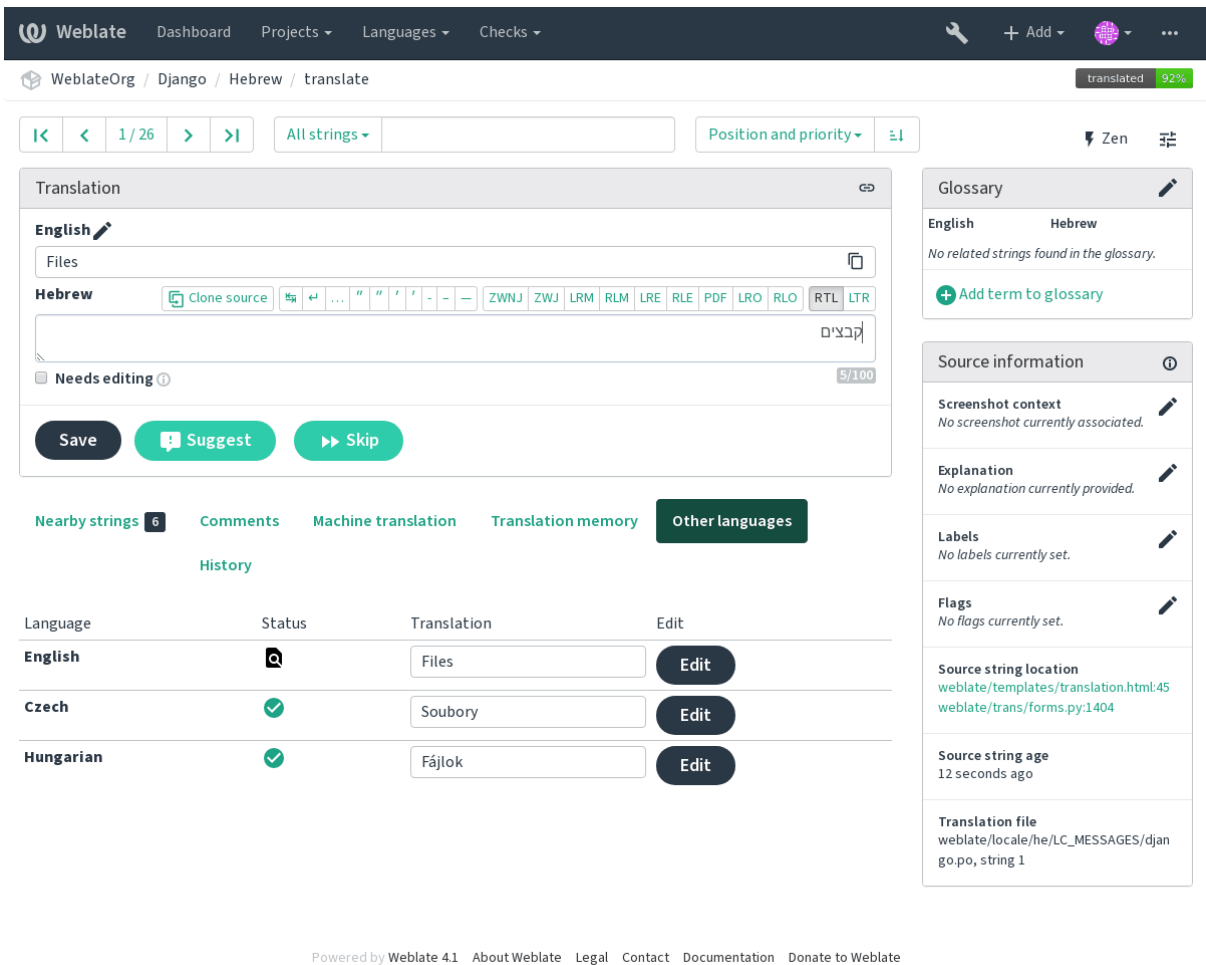 Weblate Dashboard Projects Languages Checks Add
WeblateOrg / Django / Hebrew / translate translated 92%
1 / 26 All strings Position and priority Zen
Translation
English
Files
Hebrew Clone source … ” ” ’ ’ - – — ZWNJ ZWJ LRM RLM LRE RLE PDF LRO RLO RTL LTR
קבצים
Needs editing 5/100
Save Suggest Skip
Nearby strings 6 Comments Machine translation Translation memory Other languages
History
Language Status Translation Edit
English Files Edit
Czech Soubory Edit
Hungarian Fájlok Edit
Glossary
English Hebrew
No related strings found in the glossary.
Add term to glossary
Source information
Screenshot context
No screenshot currently associated.
Explanation
No explanation currently provided.
Labels
No labels currently set.
Flags
No flags currently set.
Source string location
weblate/templates/translation.html:45
weblate/trans/forms.py:1404
Source string age
12 seconds ago
Translation file
weblate/locale/he/LC_MESSAGES/djan
go.po, string 1
Powered by Weblate 4.1 About Weblate Legal Contact Documentation Donate to Weblate